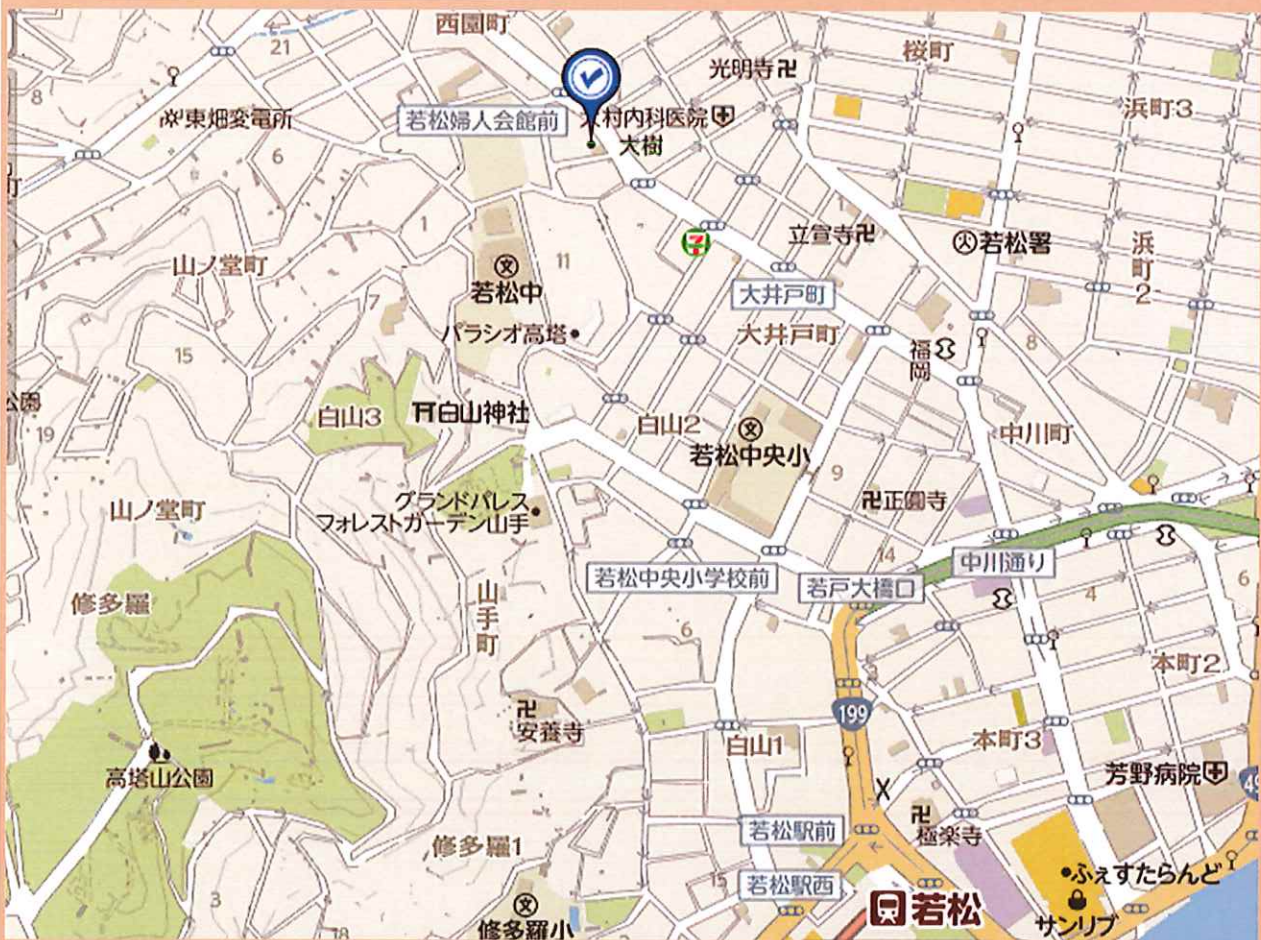 西園町
21
光明寺
桜町
8
東畑変電所
若松婦人会館前
村内科医院
大樹
浜町3
6
町
1
立宣寺
若松署
浜町2
11
山ノ堂町
若松中
大井戸町
7
パラシオ高塔
大井戸町
福岡
8
15
公園
19
白山3
白山神社
白山2
若松中央小
中川町
9
グランドパレス
フォレストガーデン山手
山ノ堂町
正圓寺
14
中川通り
若松中央小学校前
若戸大橋口
修多羅
山手町
6
4
6
本町2
3
199
安養寺
白山1
本町3
高塔山公園
芳野病院
49
若松駅前
極楽寺
修多羅1
ふぇすたらんど
15
若松駅西
3
修多羅小
18
若松
サンリブ